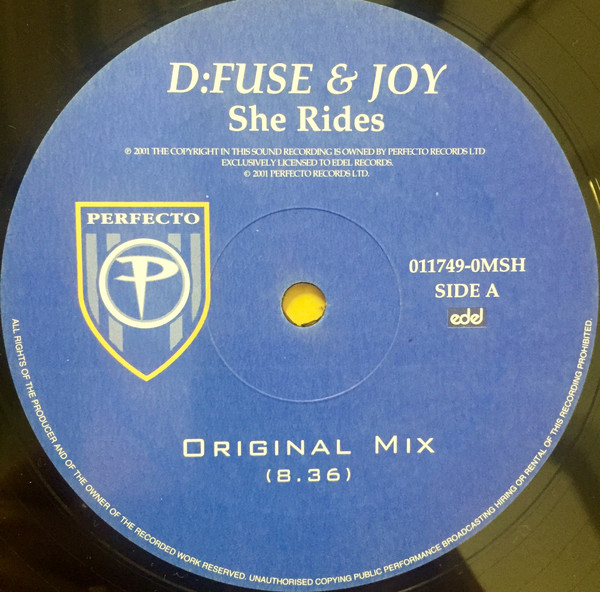 D:FUSE & JOY
She Rides
℗ 2001 THE COPYRIGHT IN THIS SOUND RECORDING IS OWNED BY PERFECTO RECORDS LTD
EXCLUSIVELY LICENSED TO EDEL RECORDS.
© 2001 PERFECTO RECORDS LTD.
PERFECTO
P
011749-0MSH
SIDE A
edel
ORIGINAL MIX
(8.36)
ALL RIGHTS OF THE PRODUCER AND OF THE OWNER OF THE RECORDED WORK RESERVED. UNAUTHORISED COPYING PUBLIC PERFORMANCE BROADCASTING HIRING OR RENTAL OF THIS RECORDING PROHIBITED.